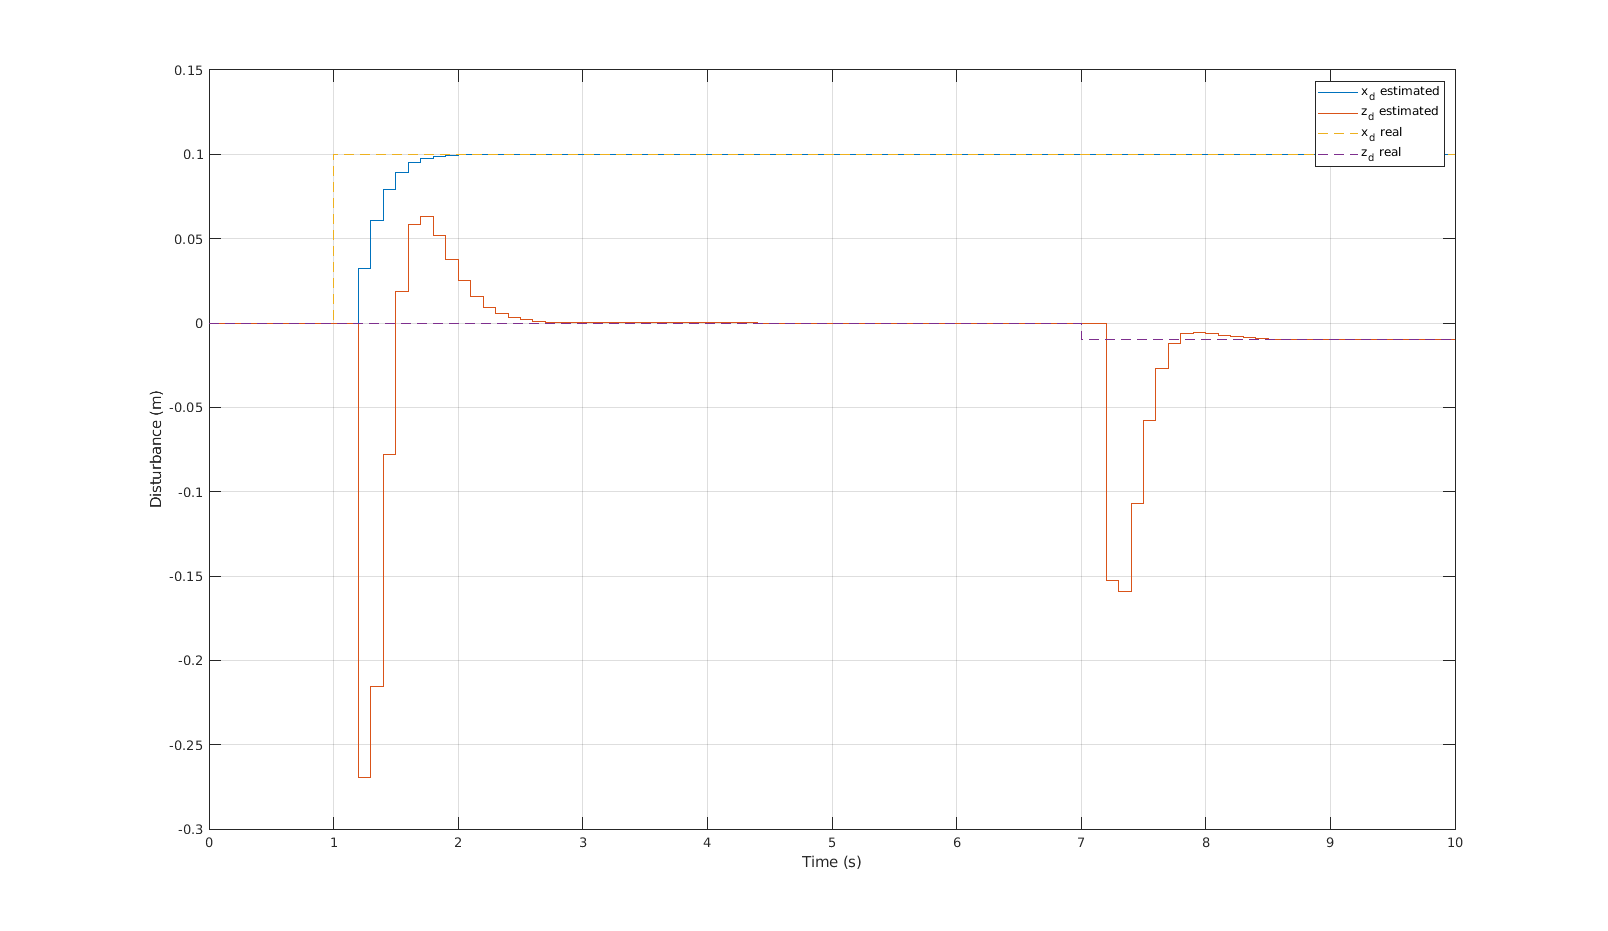 0.15
0.1
0.05
0
-0.05
-0.1
-0.15
-0.2
-0.25
-0.3
Disturbance (m)
0 1 2 3 4 5 6 7 8 9 10
Time (s)
x_d estimated
z_d estimated
x_d real
z_d real